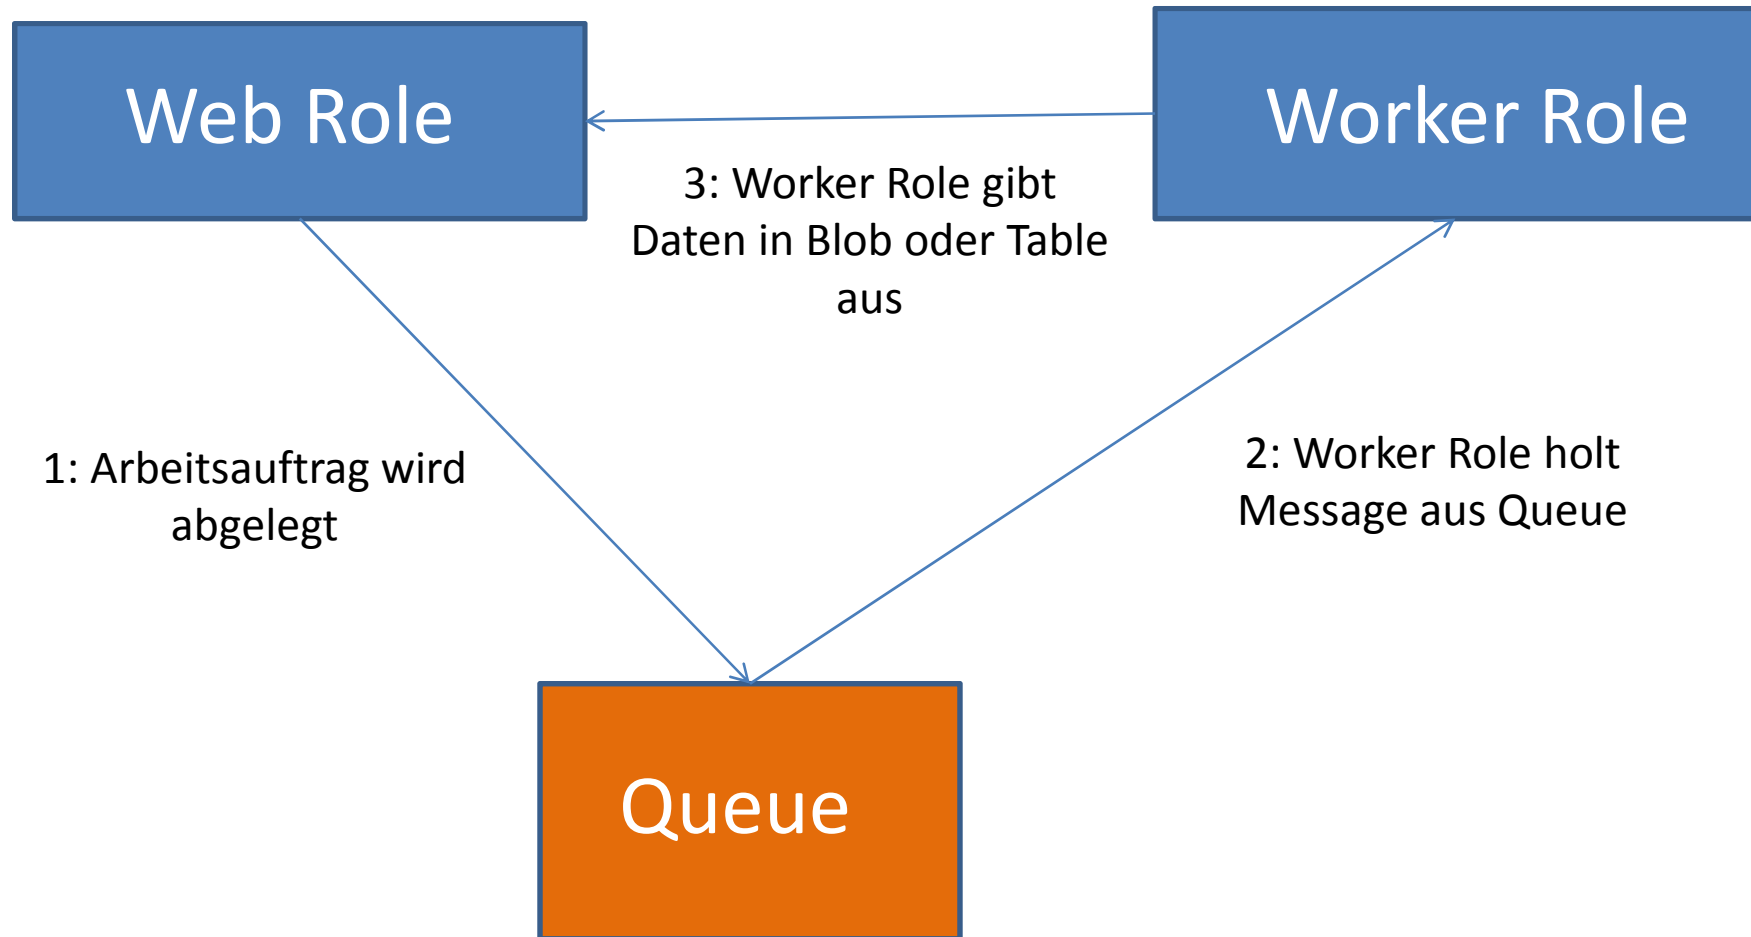 Web Role
Worker Role
3: Worker Role gibt
Daten in Blob oder Table
aus
1: Arbeitsauftrag wird
abgelegt
2: Worker Role holt
Message aus Queue
Queue